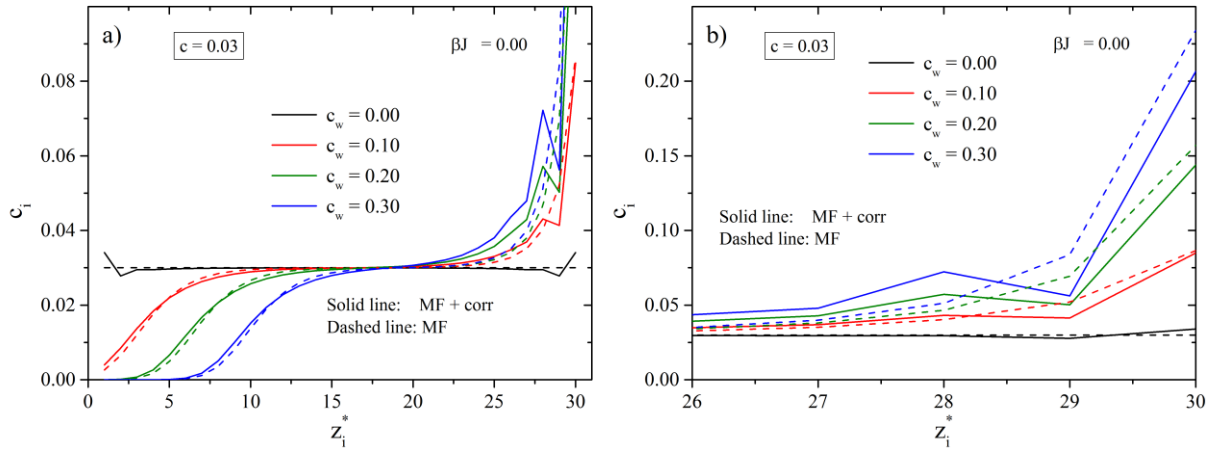 a)
c = 0.03
βJ = 0.00
c_w = 0.00
c_w = 0.10
c_w = 0.20
c_w = 0.30
Solid line: MF + corr
Dashed line: MF
c_i
0.08
0.06
0.04
0.02
0.00
0 5 10 15 20 25 30
z_i^*
b)
c = 0.03
βJ = 0.00
c_w = 0.00
c_w = 0.10
c_w = 0.20
c_w = 0.30
Solid line: MF + corr
Dashed line: MF
c_i
0.20
0.15
0.10
0.05
0.00
26 27 28 29 30
z_i^*